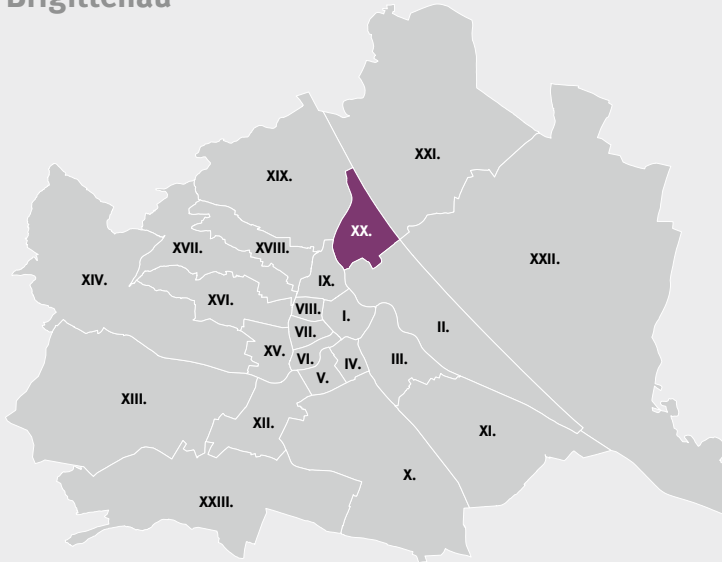 Brigittenau
XXI.
XIX.
XX.
XVII.
XVIII.
XXII.
XIV.
IX.
XVI.
VIII.
I.
II.
VII.
XV.
VI.
IV.
III.
V.
XIII.
XII.
XI.
X.
XXIII.